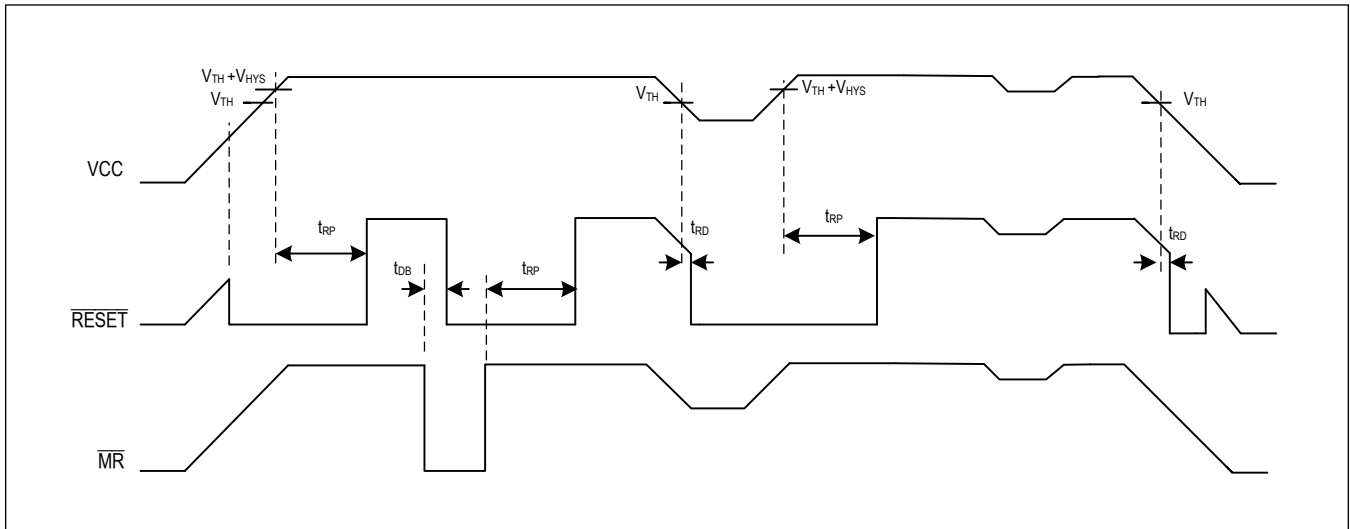 VTH +VHYS
VTH
VTH
VTH +VHYS
VTH
VCC
tRP
tRD
tRP
tRD
tDB
tRP
RESET
MR